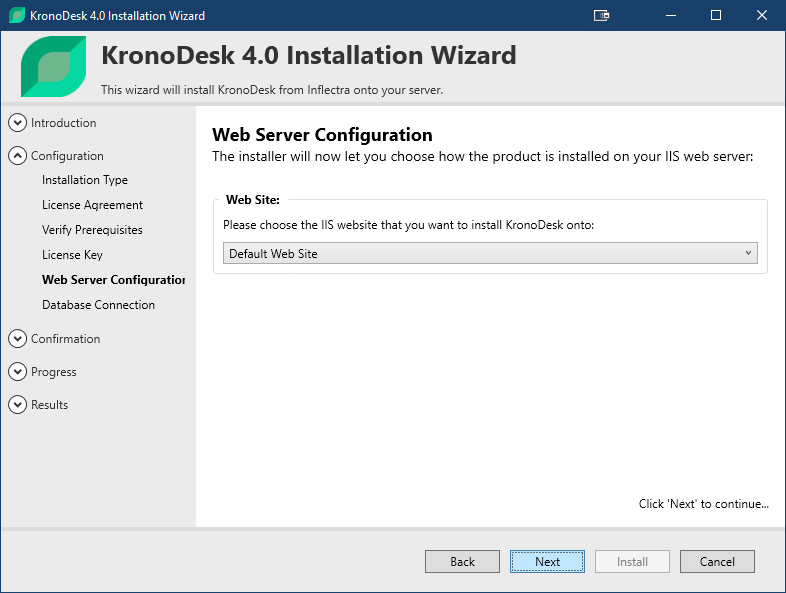 KronoDesk 4.0 Installation Wizard
KronoDesk 4.0 Installation Wizard
This wizard will install KronoDesk from Inflectra onto your server.
Introduction
Configuration
Installation Type
License Agreement
Verify Prerequisites
License Key
Web Server Configuration
Database Connection
Confirmation
Progress
Results
Web Server Configuration
The installer will now let you choose how the product is installed on your IIS web server:
Web Site:
Please choose the IIS website that you want to install KronoDesk onto:
Default Web Site
Click 'Next' to continue...
Back
Next
Install
Cancel